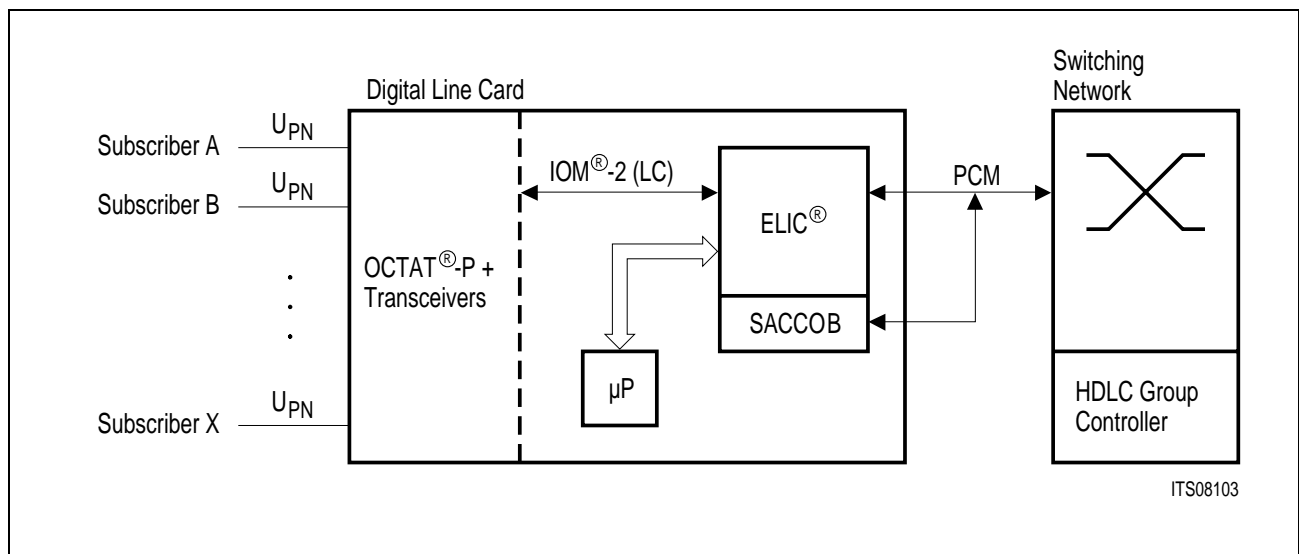 Switching
Network
Digital Line Card
Subscriber A
UPN
Subscriber B
UPN
IOM®-2 (LC)
PCM
ELIC®
OCTAT®-P +
Transceivers
.
.
.
SACCOB
µP
Subscriber X
UPN
HDLC Group
Controller
ITS08103